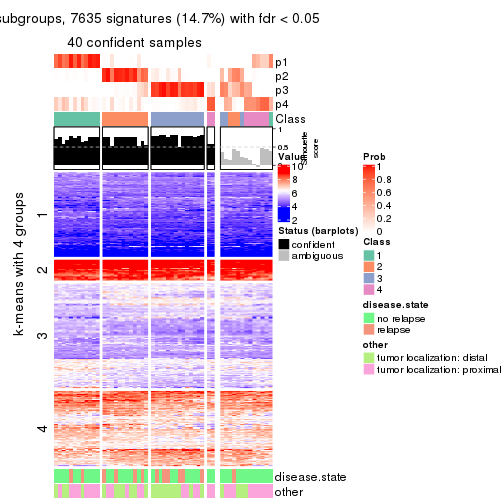 subgroups, 7635 signatures (14.7%) with fdr < 0.05
40 confident samples
p1
p2
p3
p4
Class
1
0.5
0
silhouette score
k-means with 4 groups
1
2
3
4
disease.state
other
Value
10
8
6
4
2
Status (barplots)
confident
ambiguous
Prob
1
0.8
0.6
0.4
0.2
0
Class
1
2
3
4
disease.state
no relapse
relapse
other
tumor localization: distal
tumor localization: proximal